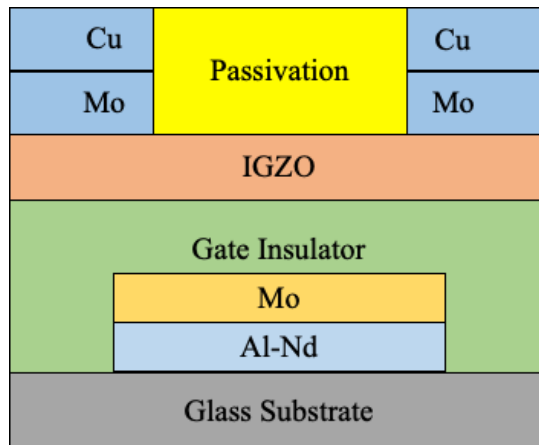 Cu
Passivation
Cu
Mo
Mo
IGZO
Gate Insulator
Mo
Al-Nd
Glass Substrate